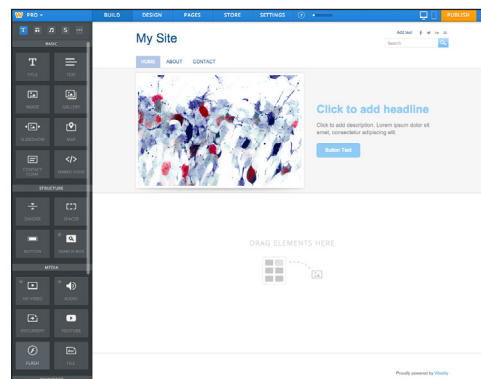 PRO
BUILD
DESIGN
PAGES
STORE
SETTINGS
PUBLISH
BASIC
TITLE
TEXT
IMAGE
GALLERY
SLIDESHOW
MAP
CONTACT
FORM
EMBED CODE
STRUCTURE
DIVIDER
SPACER
BUTTON
SEARCH BOX
MEDIA
HD VIDEO
AUDIO
DOCUMENT
YOUTUBE
FLASH
FILE
My Site
Add text
Search
HOME
ABOUT
CONTACT
Click to add headline
Click to add description. Lorem ipsum dolor sit
amet, consectetur adipiscing elit.
Button Text
DRAG ELEMENTS HERE
Proudly powered by Weebly